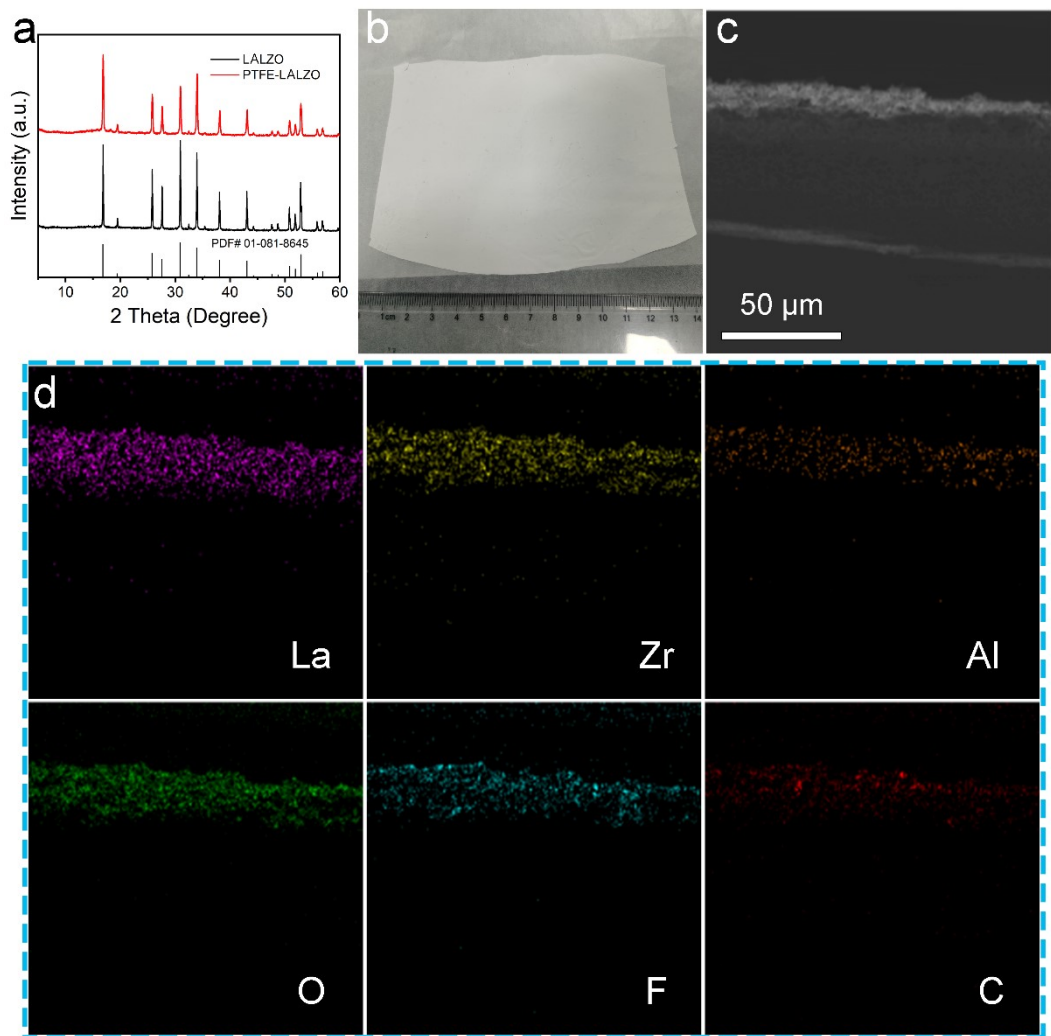 a
LALZO
PTFE-LALZO
Intensity (a.u.)
PDF# 01-081-8645
10 20 30 40 50 60
2 Theta (Degree)
b
1cm 2 3 4 5 6 7 8 9 10 11 12 13 14
c
50 μm
d
La
Zr
Al
O
F
C